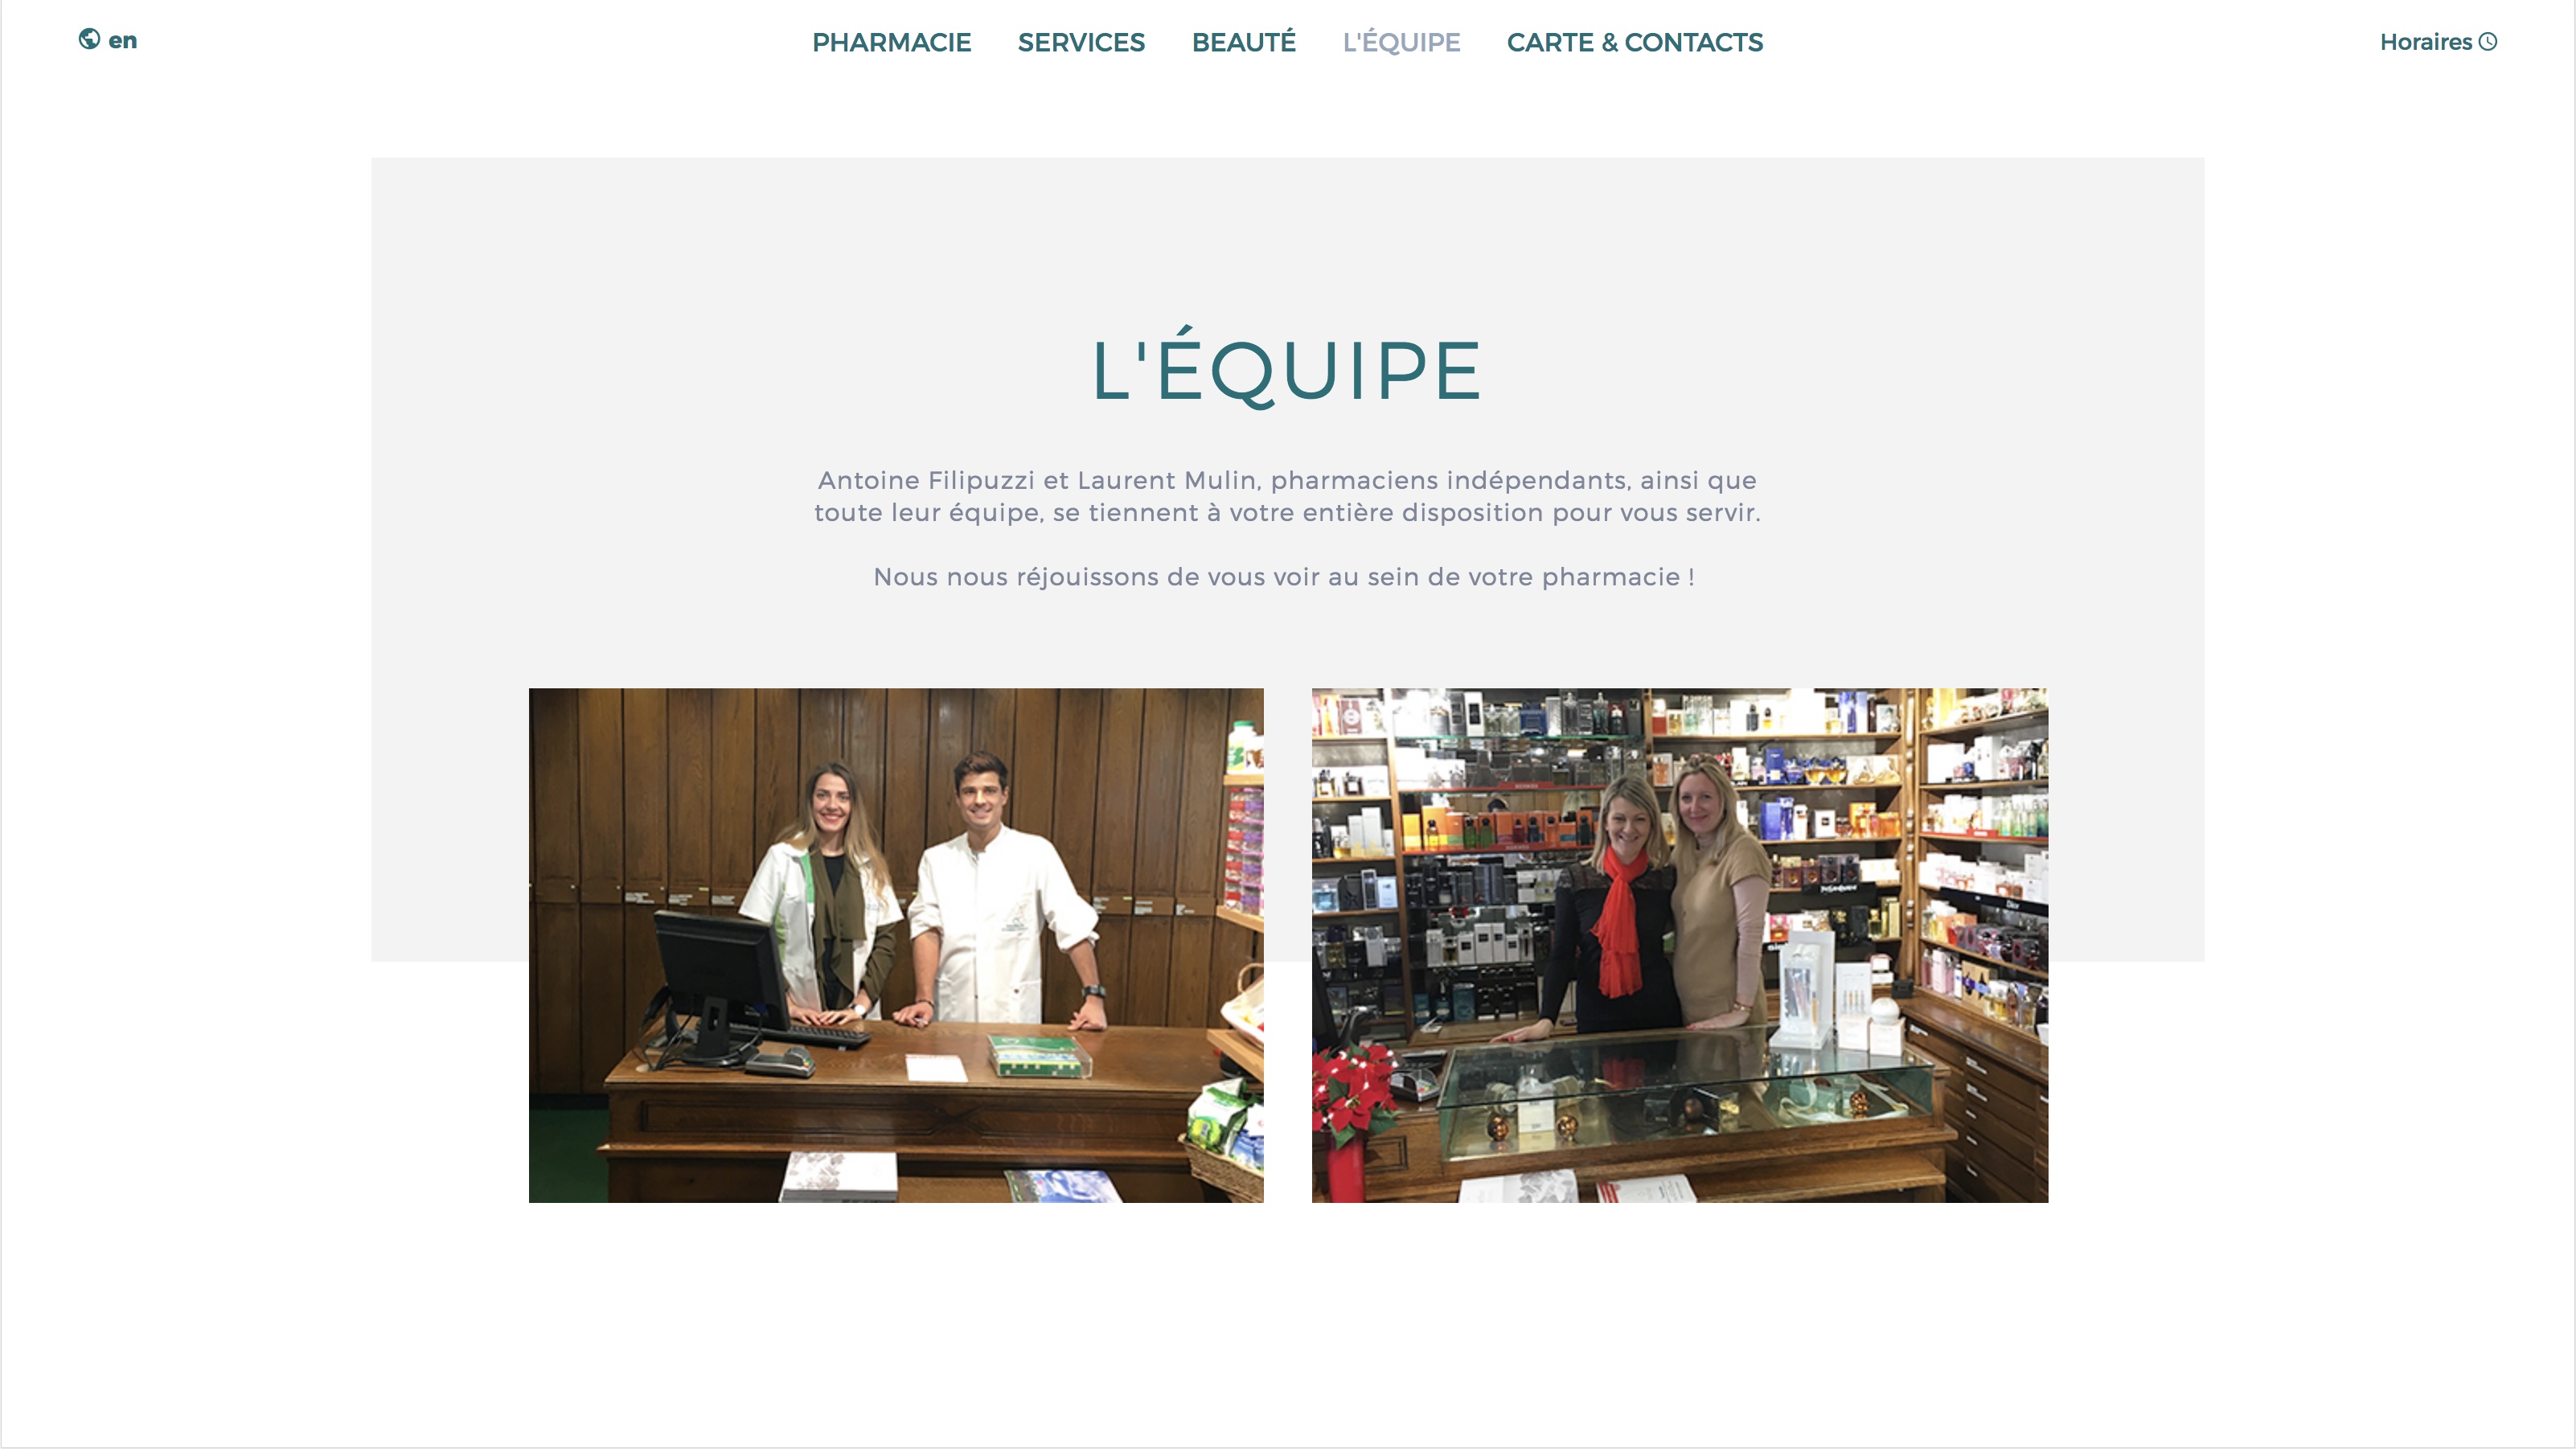 en
PHARMACIE SERVICES BEAUTÉ L'ÉQUIPE CARTE & CONTACTS
Horaires
L'ÉQUIPE
Antoine Filipuzzi et Laurent Mulin, pharmaciens indépendants, ainsi que
toute leur équipe, se tiennent à votre entière disposition pour vous servir.
Nous nous réjouissons de vous voir au sein de votre pharmacie !
HERMES
Dior